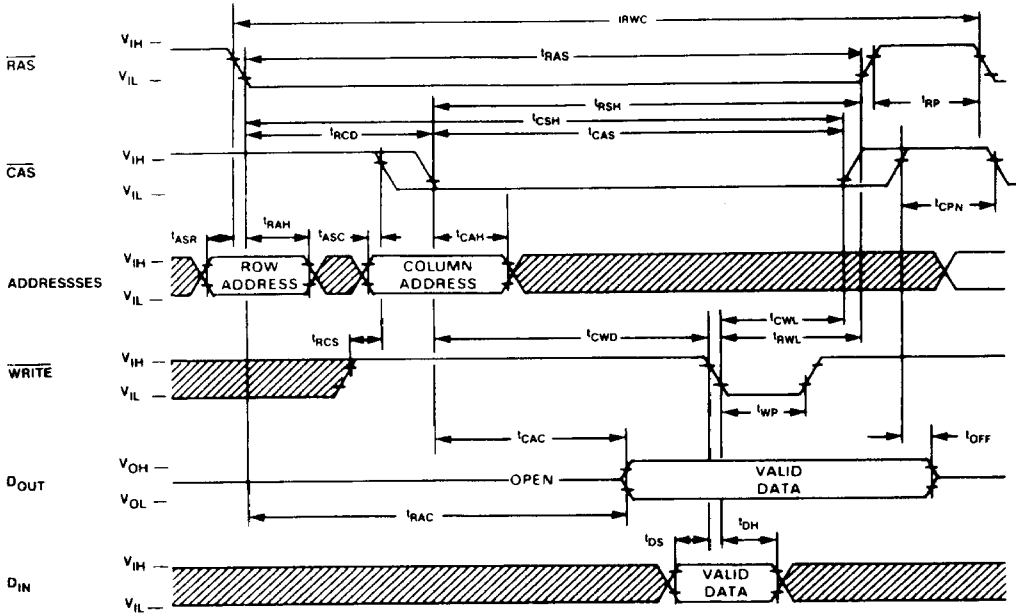 tRWC
VIH
RAS
VIL
tRAS
tRSH
tRP
tCSH
tRCD
tCAS
VIH
CAS
VIL
tCPN
tASR
tRAH
tASC
tCAH
VIH
ADDRESSSES
VIL
ROW
ADDRESS
COLUMN
ADDRESS
tRCS
tCWD
tCWL
tRWL
VIH
WRITE
VIL
tWP
tCAC
tOFF
VOH
DOUT
VOL
OPEN
VALID
DATA
tRAC
tDS
tDH
VIH
DIN
VIL
VALID
DATA